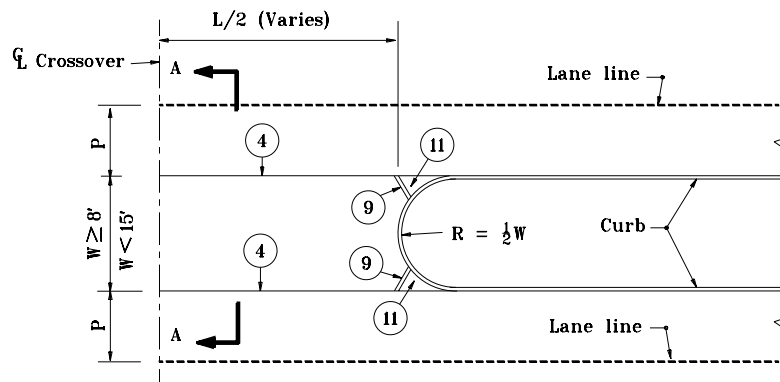 L/2 (Varies)
℄ Crossover
A
Lane line
P
4
11
9
W≥8'
W<15'
R = ½W
Curb
4
9
11
P
A
Lane line